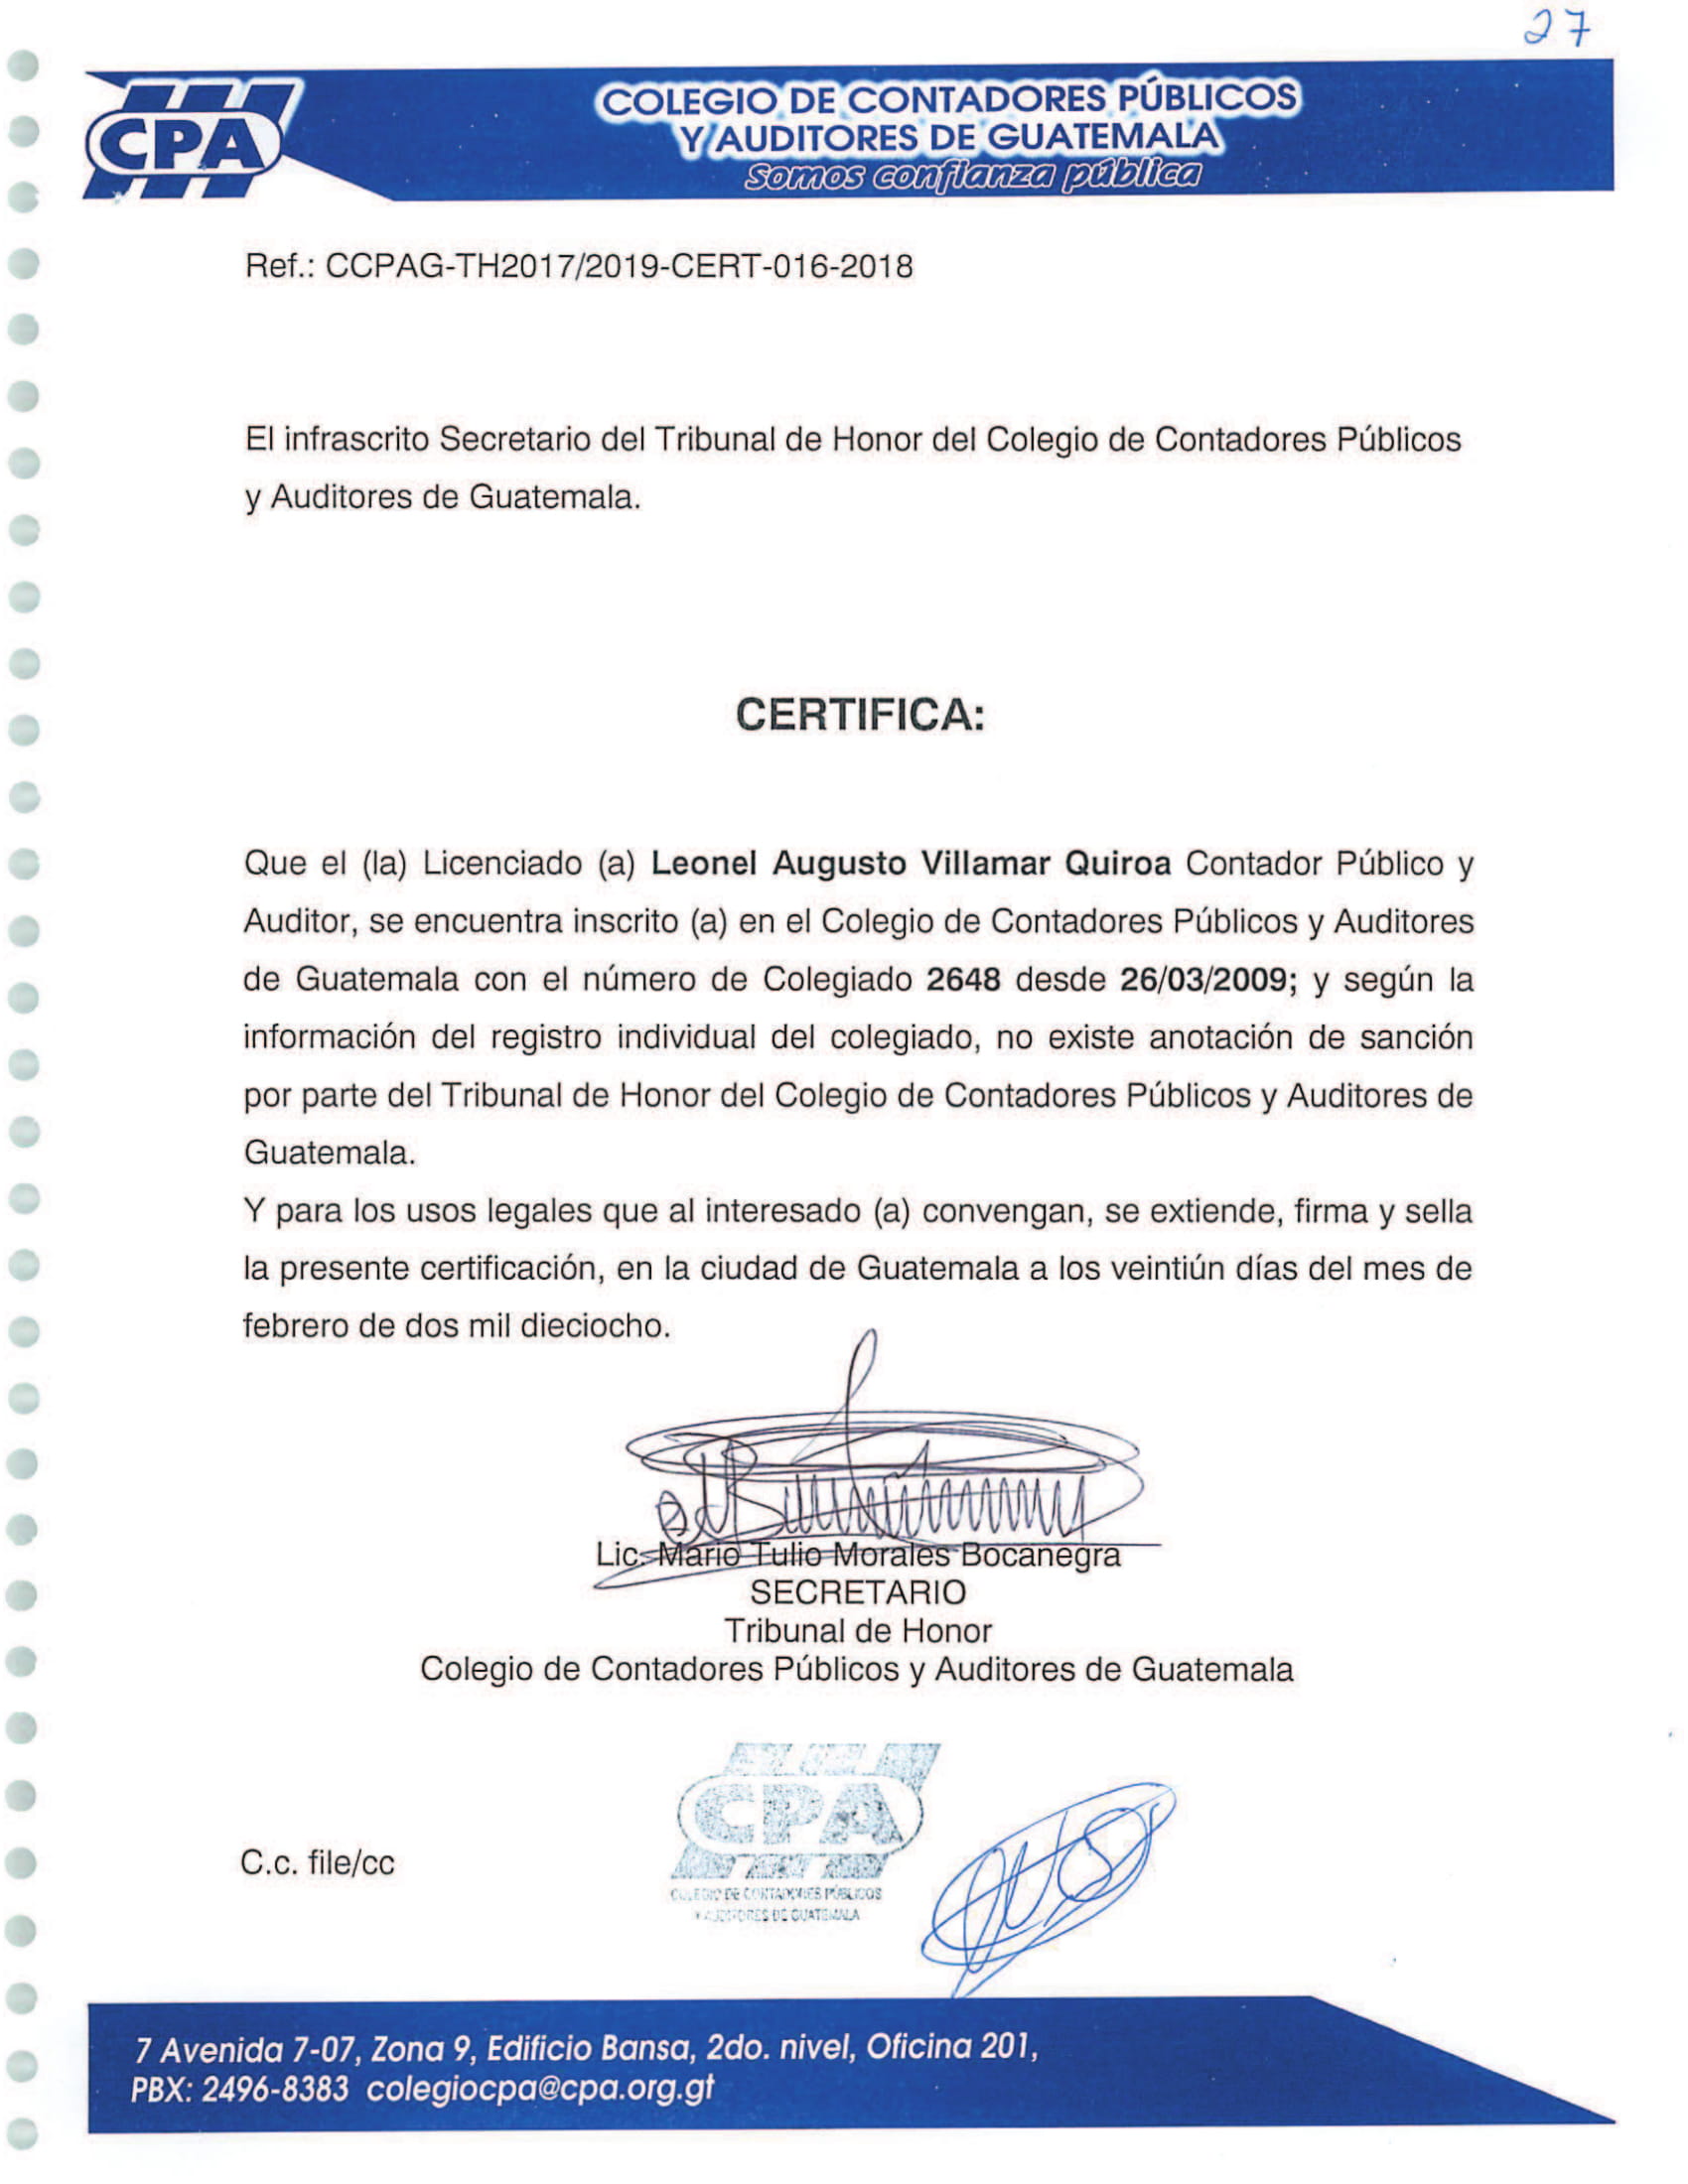 27
CPA
COLEGIO DE CONTADORES PÚBLICOS
Y AUDITORES DE GUATEMALA
Somos confianza pública
Ref.: CCPAG-TH2017/2019-CERT-016-2018
El infrascrito Secretario del Tribunal de Honor del Colegio de Contadores Públicos
y Auditores de Guatemala.
CERTIFICA:
Que el (la) Licenciado (a) Leonel Augusto Villamar Quiroa Contador Público y
Auditor, se encuentra inscrito (a) en el Colegio de Contadores Públicos y Auditores
de Guatemala con el número de Colegiado 2648 desde 26/03/2009; y según la
información del registro individual del colegiado, no existe anotación de sanción
por parte del Tribunal de Honor del Colegio de Contadores Públicos y Auditores de
Guatemala.
Y para los usos legales que al interesado (a) convengan, se extiende, firma y sella
la presente certificación, en la ciudad de Guatemala a los veintiún días del mes de
febrero de dos mil dieciocho.
Lic. Mario Tulio Morales Bocanegra
SECRETARIO
Tribunal de Honor
Colegio de Contadores Públicos y Auditores de Guatemala
CPA
COLEGIO DE CONTADORES PÚBLICOS
Y AUDITORES DE GUATEMALA
C.c. file/cc
7 Avenida 7-07, Zona 9, Edificio Bansa, 2do. nivel, Oficina 201,
PBX: 2496-8383 colegiocpa@cpa.org.gt